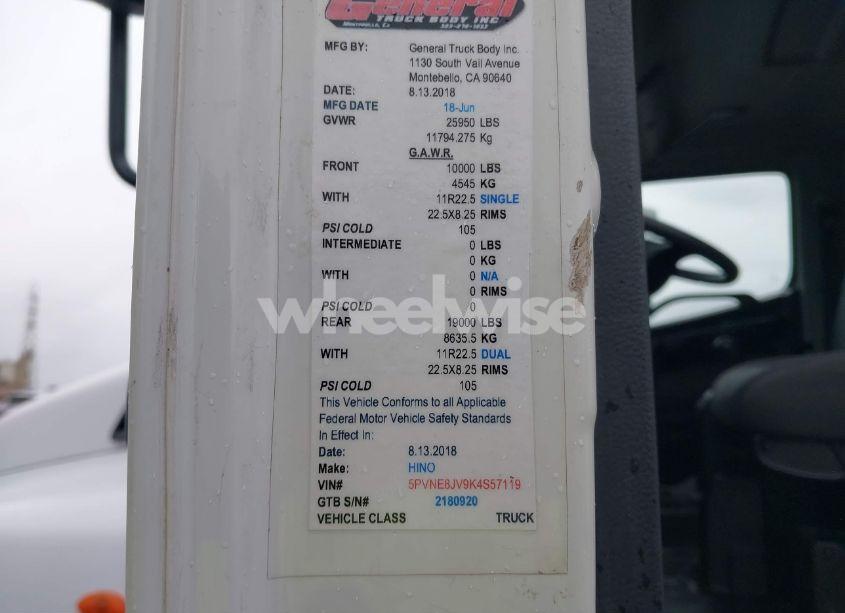 General
TRUCK BODY INC
MFG BY: General Truck Body Inc.
1130 South Vail Avenue
Montebello, CA 90640
DATE: 8.13.2018
MFG DATE 18-Jun
GVWR 25950 LBS
11794.275 Kg
G.A.W.R.
FRONT 10000 LBS
4545 KG
WITH 11R22.5 SINGLE
22.5X8.25 RIMS
PSI COLD 105
INTERMEDIATE 0 LBS
0 KG
WITH 0 N/A
0 RIMS
PSI COLD 0
wheelwise
REAR 19000 LBS
8635.5 KG
WITH 11R22.5 DUAL
22.5X8.25 RIMS
PSI COLD 105
This Vehicle Conforms to all Applicable
Federal Motor Vehicle Safety Standards
In Effect In:
Date: 8.13.2018
Make: HINO
VIN# 5PVNE8JV9K4S57119
GTB S/N# 2180920
VEHICLE CLASS TRUCK